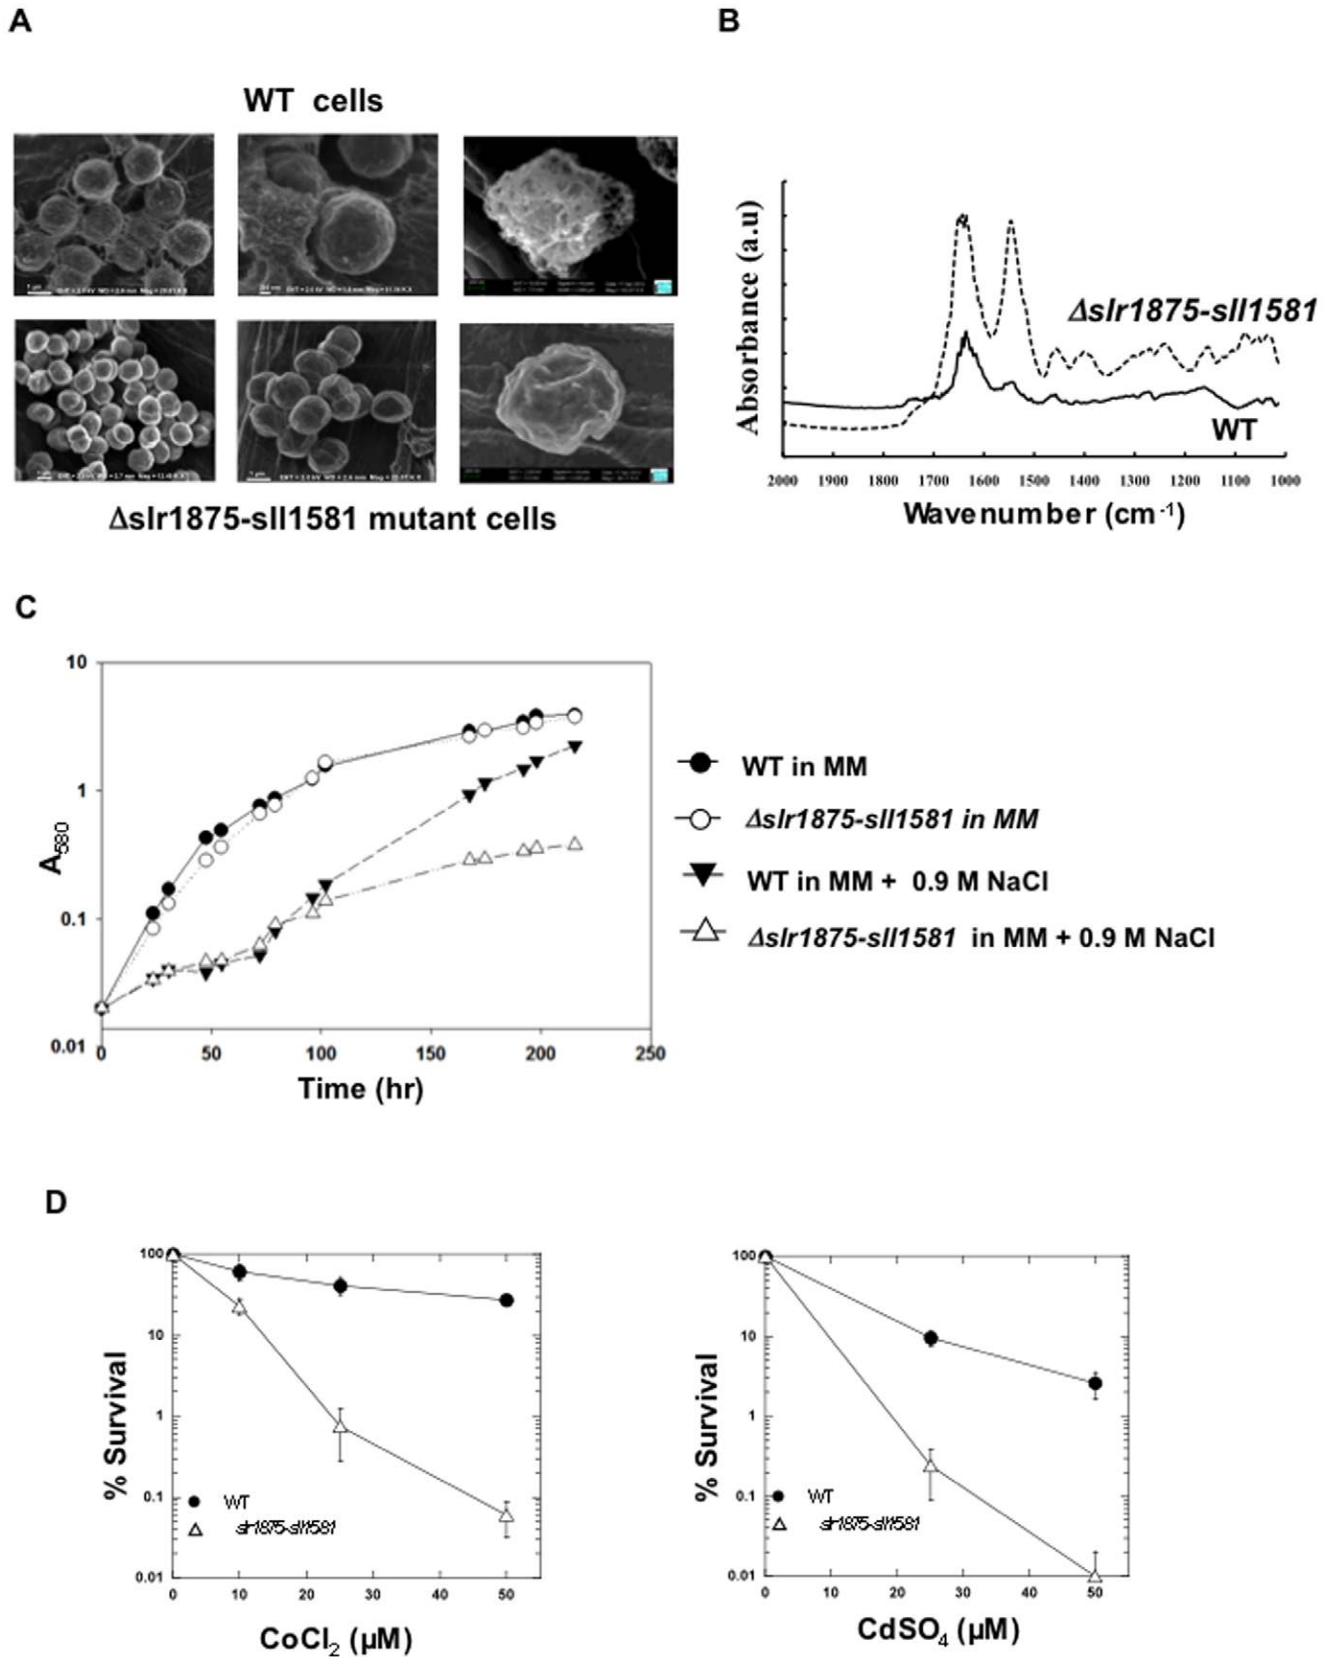 A
B
WT cells
Δslr1875-sll1581 mutant cells
Absorbance (a.u)
Δslr1875-sll1581
WT
2000 1900 1800 1700 1600 1500 1400 1300 1200 1100 1000
Wavenumber (cm-1)
C
10
1
0.1
0.01
A580
0 50 100 150 200 250
Time (hr)
WT in MM
Δslr1875-sll1581 in MM
WT in MM + 0.9 M NaCl
Δslr1875-sll1581 in MM + 0.9 M NaCl
D
100
10
1
0.1
0.01
% Survival
WT
slr1875-sll1581
0 10 20 30 40 50
CoCl2 (µM)
100
10
1
0.1
0.01
% Survival
WT
slr1875-sll1581
0 10 20 30 40 50
CdSO4 (µM)